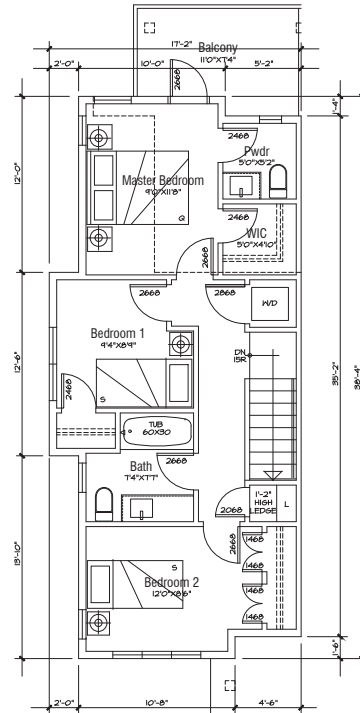 17'-2"
Balcony
11'0"X7'4"
2'-0"
10'-0"
5'-2"
2668
1'-4"
2468
Pwdr
5'0"X5'2"
12'-0"
Master Bedroom
9'0"X11'8"
Q
2468
WIC
5'0"X4'10"
2668
2668
2868
W/D
Bedroom 1
9'4"X8'9"
DN
15R
12'-6"
35'-2"
38'-4"
2468
S
TUB
60X30
2668
Bath
7'4"X7'7"
1'-2"
HIGH
LEDGE
L
2068
2668
1468
1468
S
Bedroom 2
12'0"X8'6"
1468
1468
13'-10"
1'-6"
2'-0"
10'-8"
4'-6"